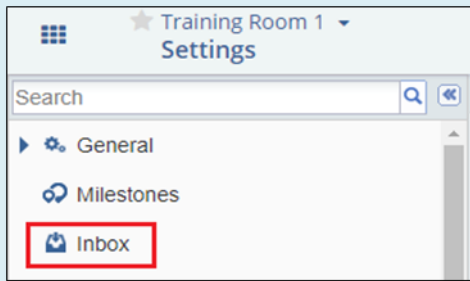 Training Room 1
Settings
Search
General
Milestones
Inbox